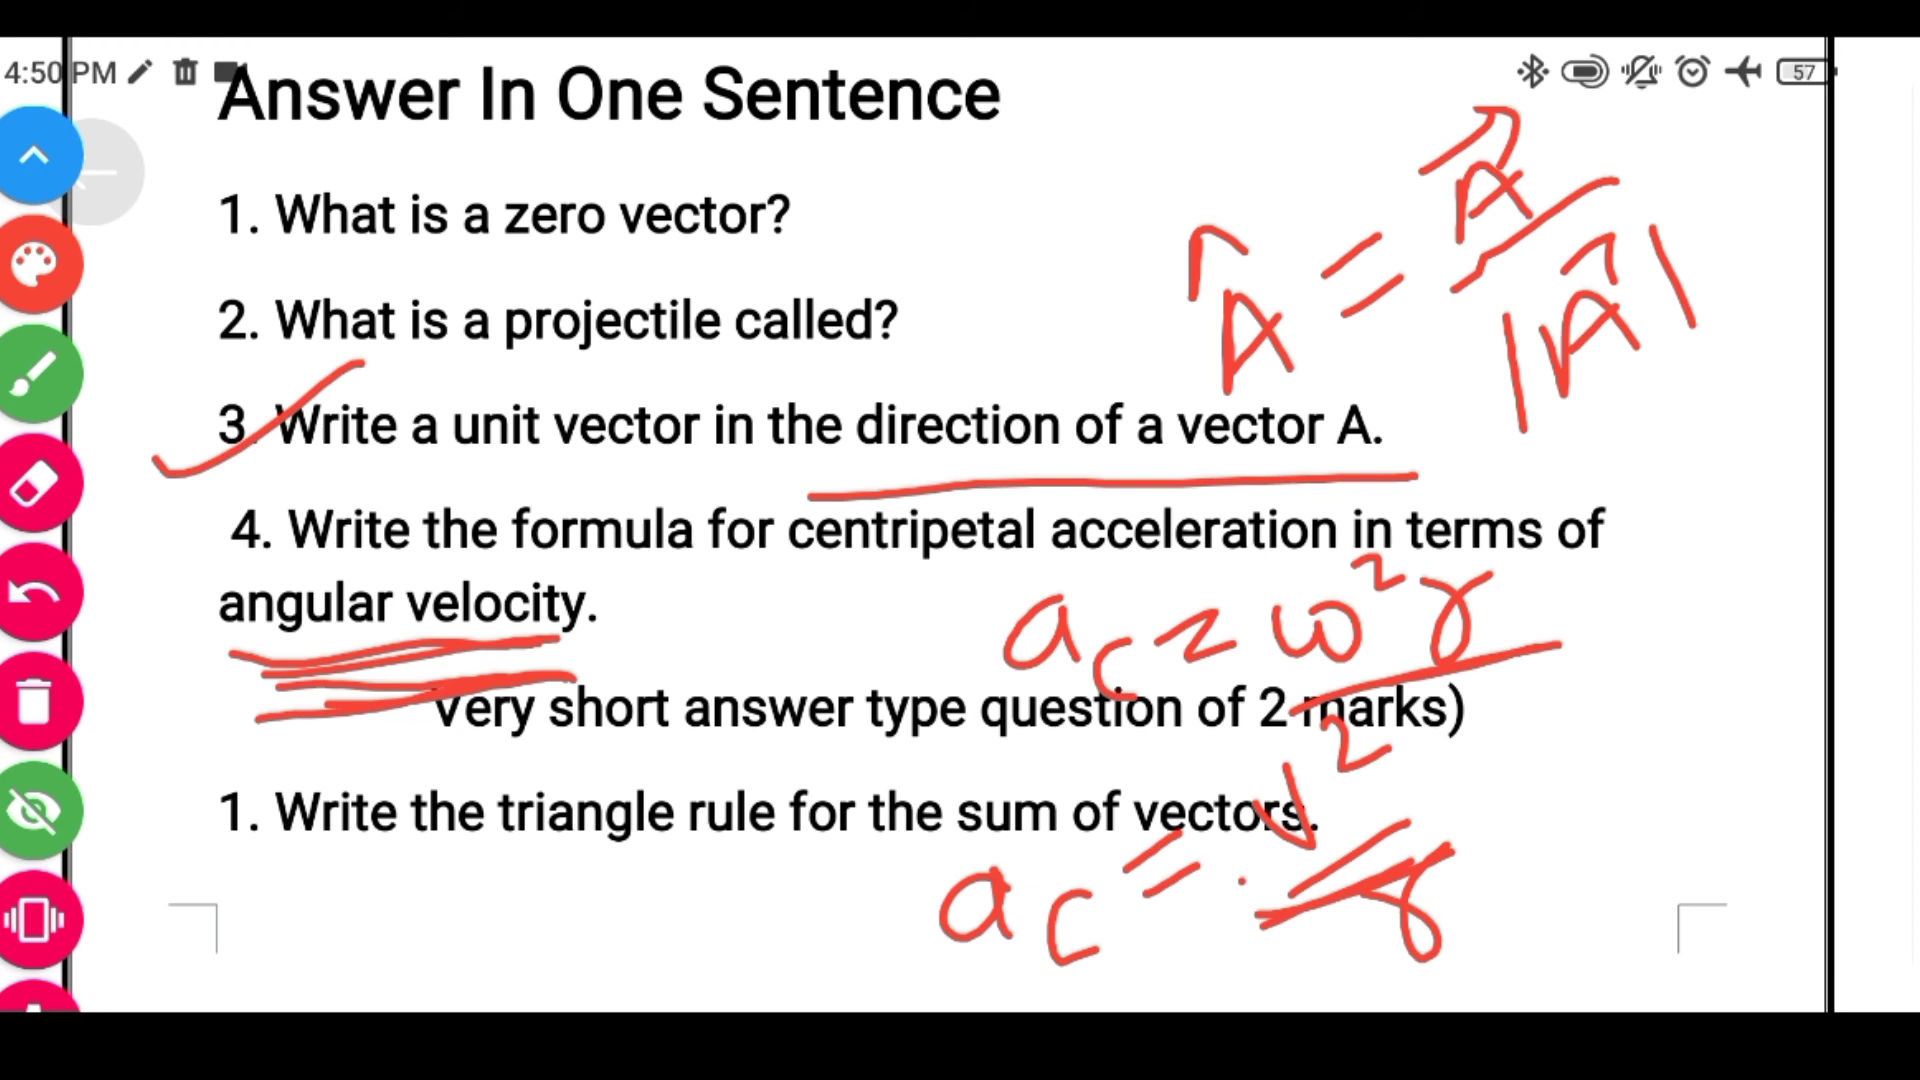 4:50 PM
57
Answer In One Sentence
1. What is a zero vector?
2. What is a projectile called?
3. Write a unit vector in the direction of a vector A.
Â = A⃗ / |A⃗|
4. Write the formula for centripetal acceleration in terms of
angular velocity.
a_c = ω²r
Very short answer type question of 2 marks)
1. Write the triangle rule for the sum of vectors.
a_c = v²/r